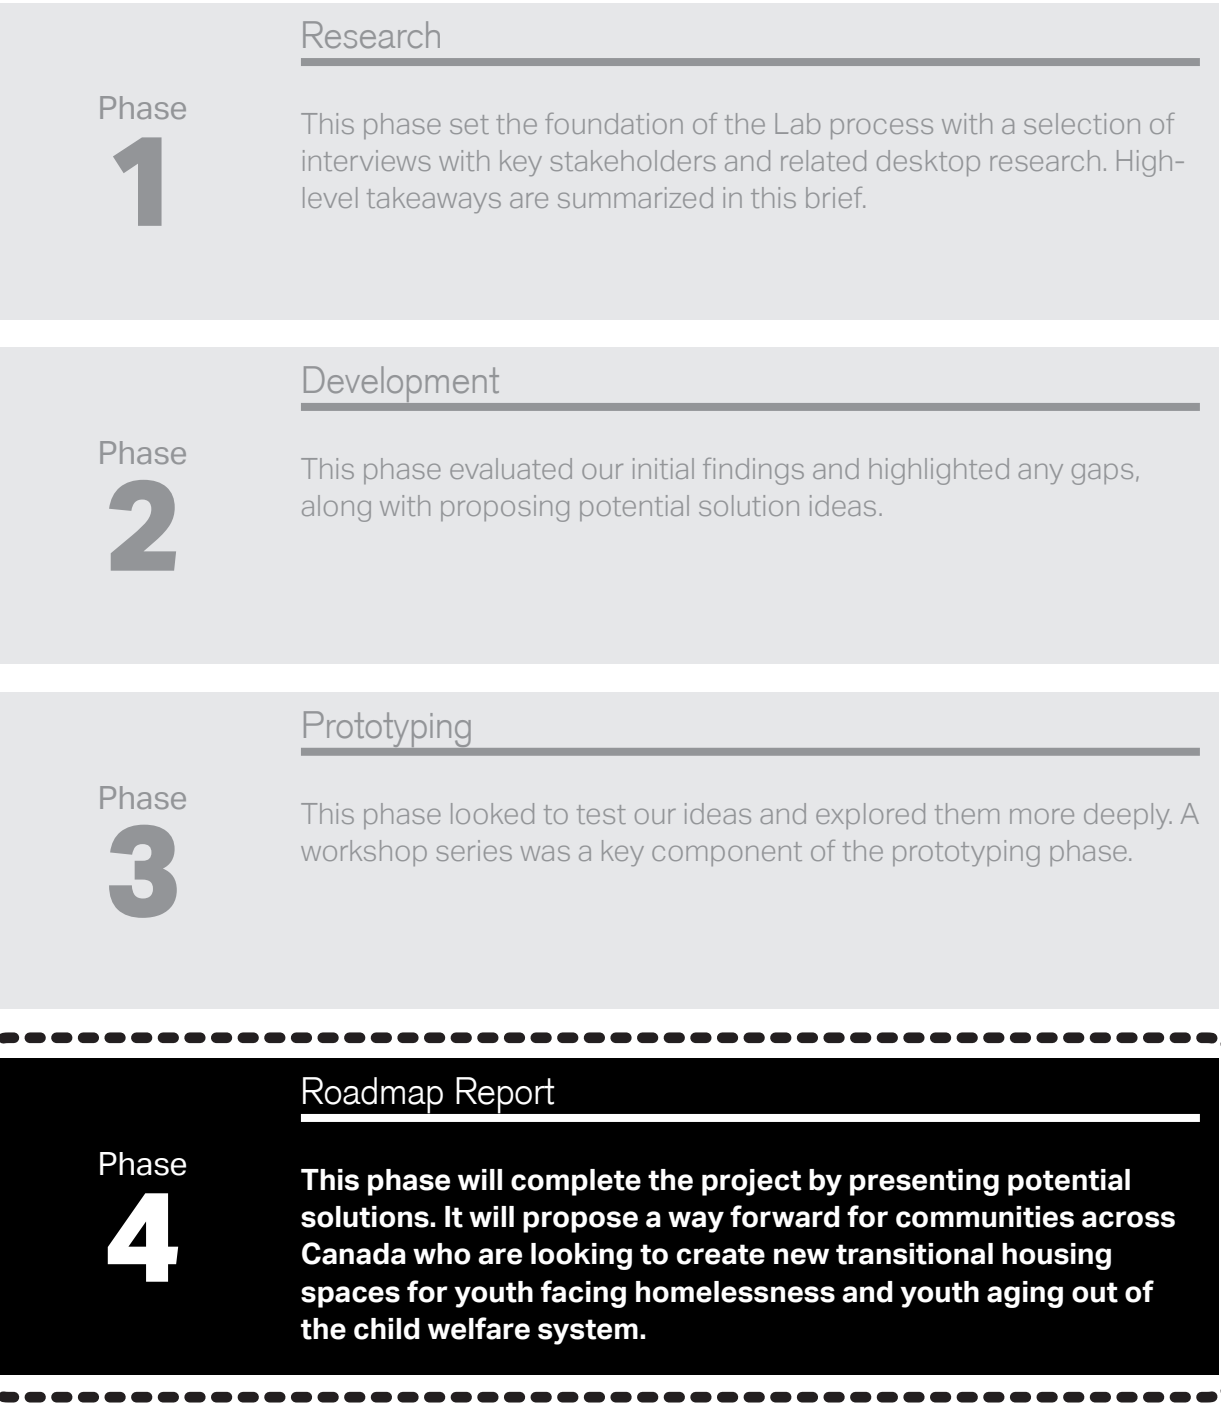 Research
Phase
1
This phase set the foundation of the Lab process with a selection of
interviews with key stakeholders and related desktop research. High-
level takeaways are summarized in this brief.
Development
Phase
2
This phase evaluated our initial findings and highlighted any gaps,
along with proposing potential solution ideas.
Prototyping
Phase
3
This phase looked to test our ideas and explored them more deeply. A
workshop series was a key component of the prototyping phase.
Roadmap Report
Phase
4
This phase will complete the project by presenting potential
solutions. It will propose a way forward for communities across
Canada who are looking to create new transitional housing
spaces for youth facing homelessness and youth aging out of
the child welfare system.